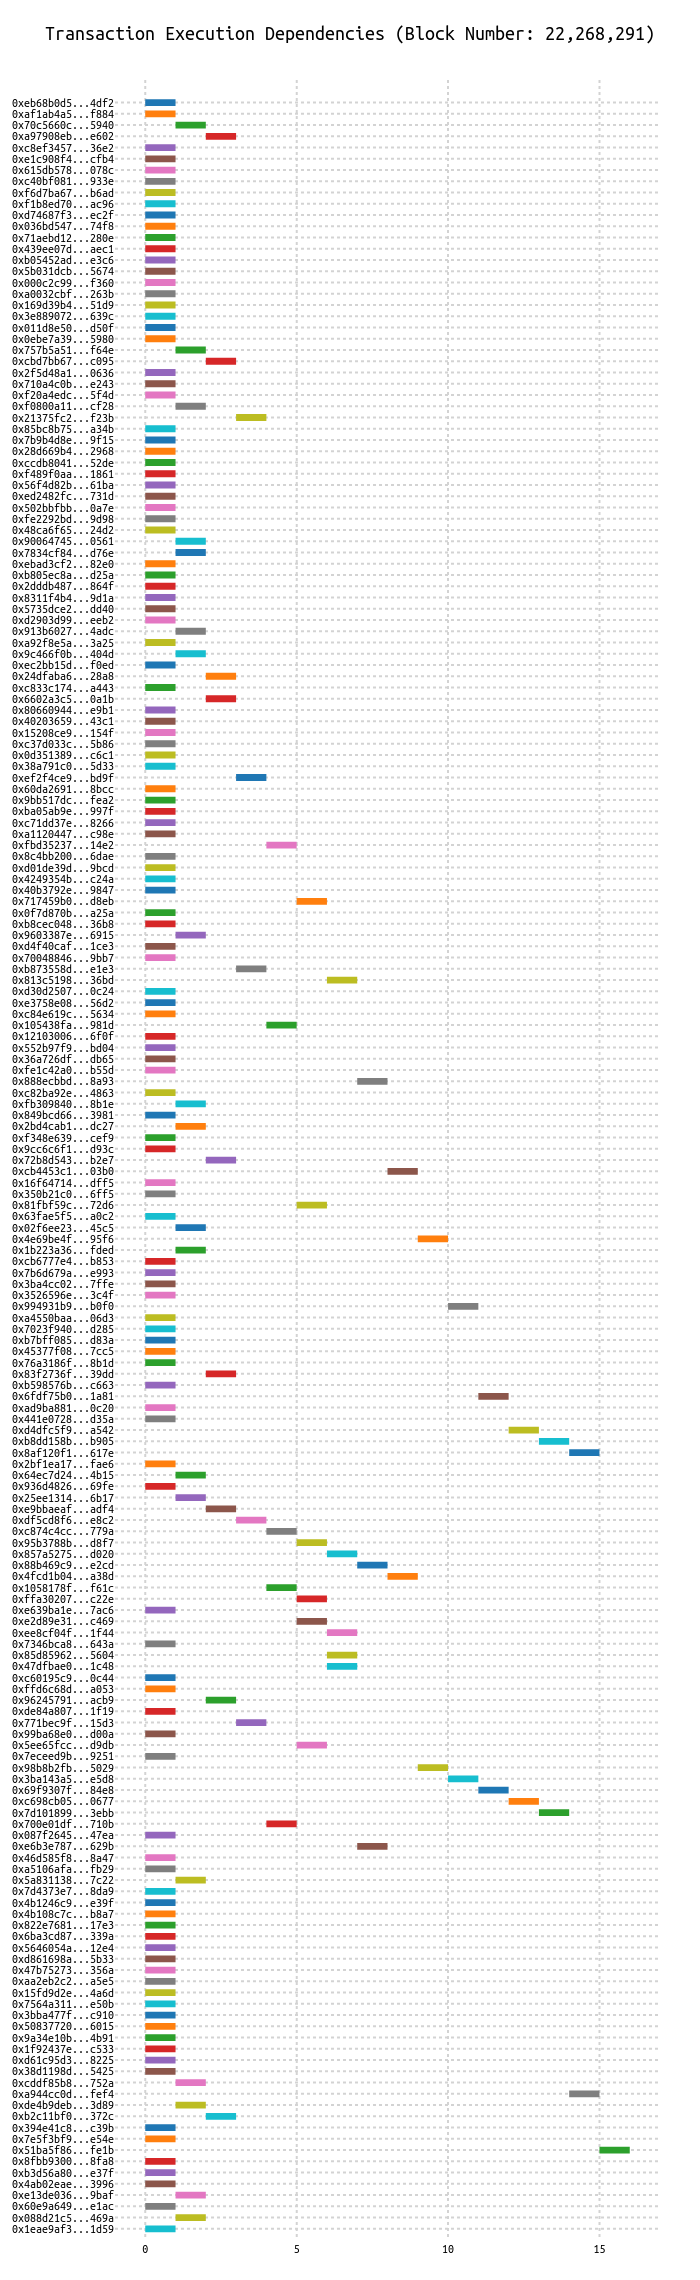 Transaction Execution Dependencies (Block Number: 22,268,291)
0xeb68b0d5...4df2
0xaf1ab4a5...f884
0x70c5660c...5940
0xa97908eb...e602
0xc8ef3457...36e2
0xe1c908f4...cfb4
0x615db578...078c
0xc40bf081...933e
0xf6d7ba67...b6ad
0xf1b8ed70...ac96
0xd74687f3...ec2f
0x036bd547...74f8
0x71aebd12...280e
0x439ee07d...aec1
0xb05452ad...e3c6
0x5b031dcb...5674
0x000c2c99...f360
0xa0032cbf...263b
0x169d39b4...51d9
0x3e889072...639c
0x011d8e50...d50f
0x0ebe7a39...5980
0x757b5a51...f64e
0xcbd7bb67...c095
0x2f5d48a1...0636
0x710a4c0b...e243
0xf20a4edc...5f4d
0xf0800a11...cf28
0x21375fc2...f23b
0x85bc8b75...a34b
0x7b9b4d8e...9f15
0x28d669b4...2968
0xccdb8041...52de
0xf489f0aa...1861
0x56f4d82b...61ba
0xed2482fc...731d
0x502bbfbb...0a7e
0xfe2292bd...9d98
0x48ca6f65...24d2
0x90064745...0561
0x7834cf84...d76e
0xebad3cf2...82e0
0xb805ec8a...d25a
0x2dddb487...864f
0x8311f4b4...9d1a
0x5735dce2...dd40
0xd2903d99...eeb2
0x913b6027...4adc
0xa92f8e5a...3a25
0x9c466f0b...404d
0xec2bb15d...f0ed
0x24dfaba6...28a8
0xc833c174...a443
0x6602a3c5...0a1b
0x80660944...e9b1
0x40203659...43c1
0x15208ce9...154f
0xc37d033c...5b86
0x0d351389...c6c1
0x38a791c0...5d33
0xef2f4ce9...bd9f
0x60da2691...8bcc
0x9bb517dc...fea2
0xba05ab9e...997f
0xc71dd37e...8266
0xa1120447...c98e
0xfbd35237...14e2
0x8c4bb200...6dae
0xd01de39d...9bcd
0x4249354b...c24a
0x40b3792e...9847
0x717459b0...d8eb
0x0f7d870b...a25a
0xb8cec048...36b8
0x9603387e...6915
0xd4f40caf...1ce3
0x70048846...9bb7
0xb873558d...e1e3
0x813c5198...36bd
0xd30d2507...0c24
0xe3758e08...56d2
0xc84e619c...5634
0x105438fa...981d
0x12103006...6f0f
0x552b97f9...bd04
0x36a726df...db65
0xfe1c42a0...b55d
0x888ecbbd...8a93
0xc82ba92e...4863
0xfb309840...8b1e
0x849bcd66...3981
0x2bd4cab1...dc27
0xf348e639...cef9
0x9cc6c6f1...d93c
0x72b8d543...b2e7
0xcb4453c1...03b0
0x16f64714...dff5
0x350b21c0...6ff5
0x81fbf59c...72d6
0x63fae5f5...a0c2
0x02f6ee23...45c5
0x4e69be4f...95f6
0x1b223a36...fded
0xcb6777e4...b853
0x7b6d679a...e993
0x3ba4cc02...7ffe
0x3526596e...3c4f
0x994931b9...b0f0
0xa4550baa...06d3
0x7023f940...d285
0xb7bff085...d83a
0x45377f08...7cc5
0x76a3186f...8b1d
0x83f2736f...39dd
0xb598576b...c663
0x6fdf75b0...1a81
0xad9ba881...0c20
0x441e0728...d35a
0xd4dfc5f9...a542
0xb8dd158b...b905
0x8af120f1...617e
0x2bf1ea17...fae6
0x64ec7d24...4b15
0x936d4826...69fe
0x25ee1314...6b17
0xe9bbaeaf...adf4
0xdf5cd8f6...e8c2
0xc874c4cc...779a
0x95b3788b...d8f7
0x857a5275...d020
0x88b469c9...e2cd
0x4fcd1b04...a38d
0x1058178f...f61c
0xffa30207...c22e
0xe639ba1e...7ac6
0xe2d89e31...c469
0xee8cf04f...1f44
0x7346bca8...643a
0x85d85962...5604
0x47dfbae0...1c48
0xc60195c9...0c44
0xffd6c68d...a053
0x96245791...acb9
0xde84a807...1f19
0x771bec9f...15d3
0x99ba68e0...d00a
0x5ee65fcc...d9db
0x7eceed9b...9251
0x98b8b2fb...5029
0x3ba143a5...e5d8
0x69f9307f...84e8
0xc698cb05...0677
0x7d101899...3ebb
0x700e01df...710b
0x087f2645...47ea
0xe6b3e787...629b
0x46d585f8...8a47
0xa5106afa...fb29
0x5a831138...7c22
0x7d4373e7...8da9
0x4b1246c9...e39f
0x4b108c7c...b8a7
0x822e7681...17e3
0x6ba3cd87...339a
0x5646054a...12e4
0xd861698a...5b33
0x47b75273...356a
0xaa2eb2c2...a5e5
0x15fd9d2e...4a6d
0x7564a311...e50b
0x3bba477f...c910
0x50837720...6015
0x9a34e10b...4b91
0x1f92437e...c533
0xd61c95d3...8225
0x38d1198d...5425
0xcddf85b8...752a
0xa944cc0d...fef4
0xde4b9deb...3d89
0xb2c11bf0...372c
0x394e41c8...c39b
0x7e5f3bf9...e54e
0x51ba5f86...fe1b
0x8fbb9300...8fa8
0xb3d56a80...e37f
0x4ab02eae...3996
0xe13de036...9baf
0x60e9a649...e1ac
0x088d21c5...469a
0x1eae9af3...1d59
0 5 10 15